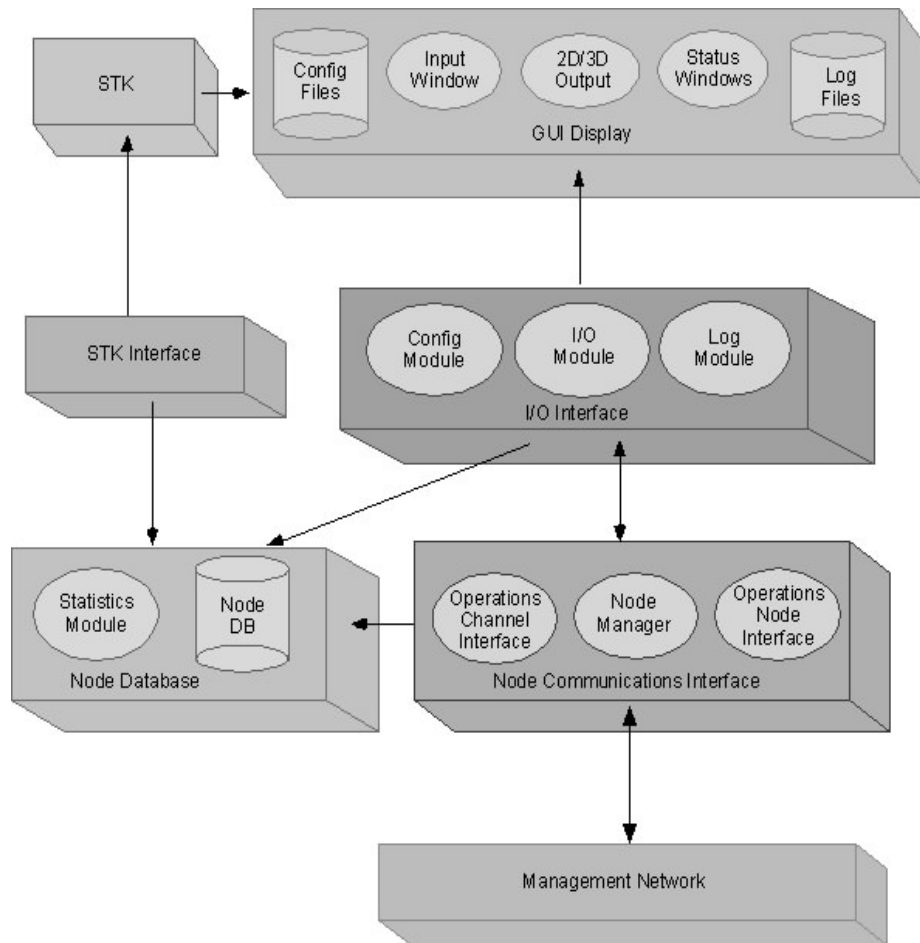 STK
Config
Files
Input
Window
2D/3D
Output
Status
Windows
Log
Files
GUI Display
STK Interface
Config
Module
I/O
Module
Log
Module
I/O Interface
Statistics
Module
Node
DB
Node Database
Operations
Channel
Interface
Node
Manager
Operations
Node
Interface
Node Communications Interface
Management Network